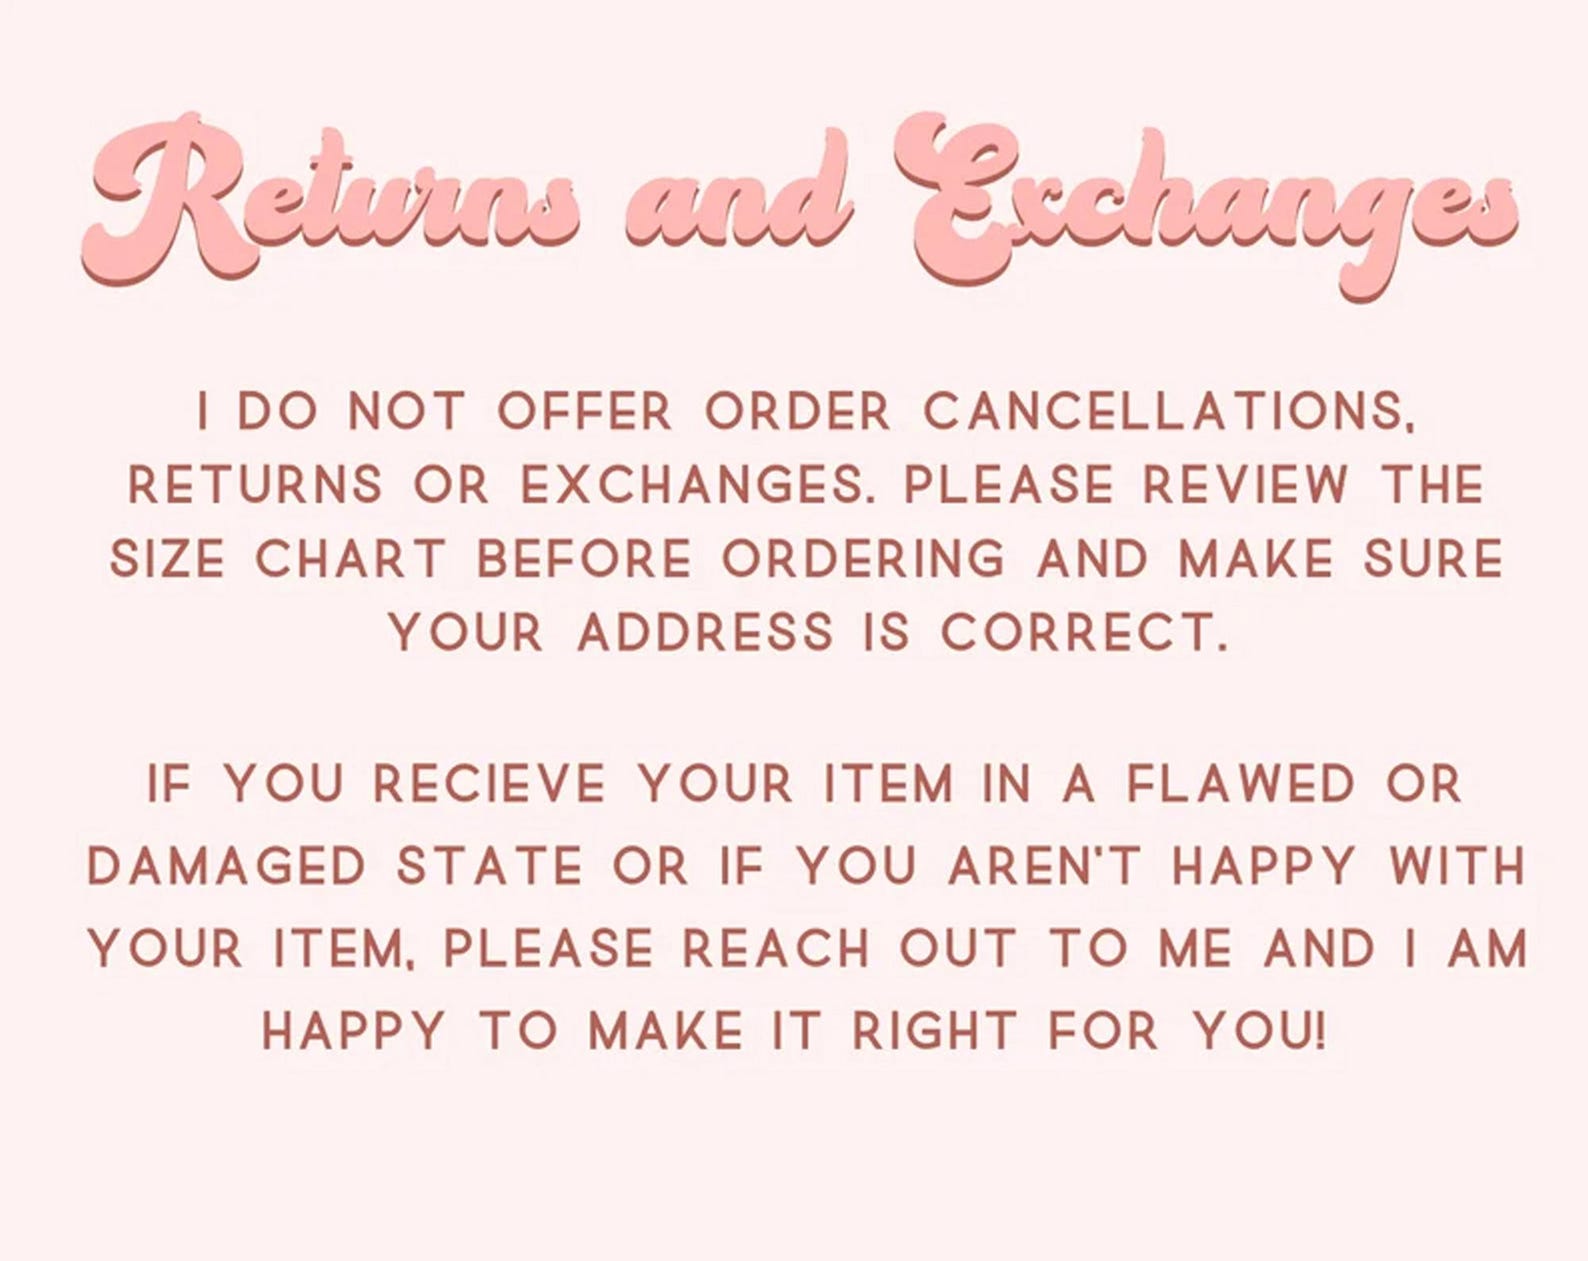 Returns and Exchanges
I DO NOT OFFER ORDER CANCELLATIONS,
RETURNS OR EXCHANGES. PLEASE REVIEW THE
SIZE CHART BEFORE ORDERING AND MAKE SURE
YOUR ADDRESS IS CORRECT.
IF YOU RECIEVE YOUR ITEM IN A FLAWED OR
DAMAGED STATE OR IF YOU AREN'T HAPPY WITH
YOUR ITEM, PLEASE REACH OUT TO ME AND I AM
HAPPY TO MAKE IT RIGHT FOR YOU!